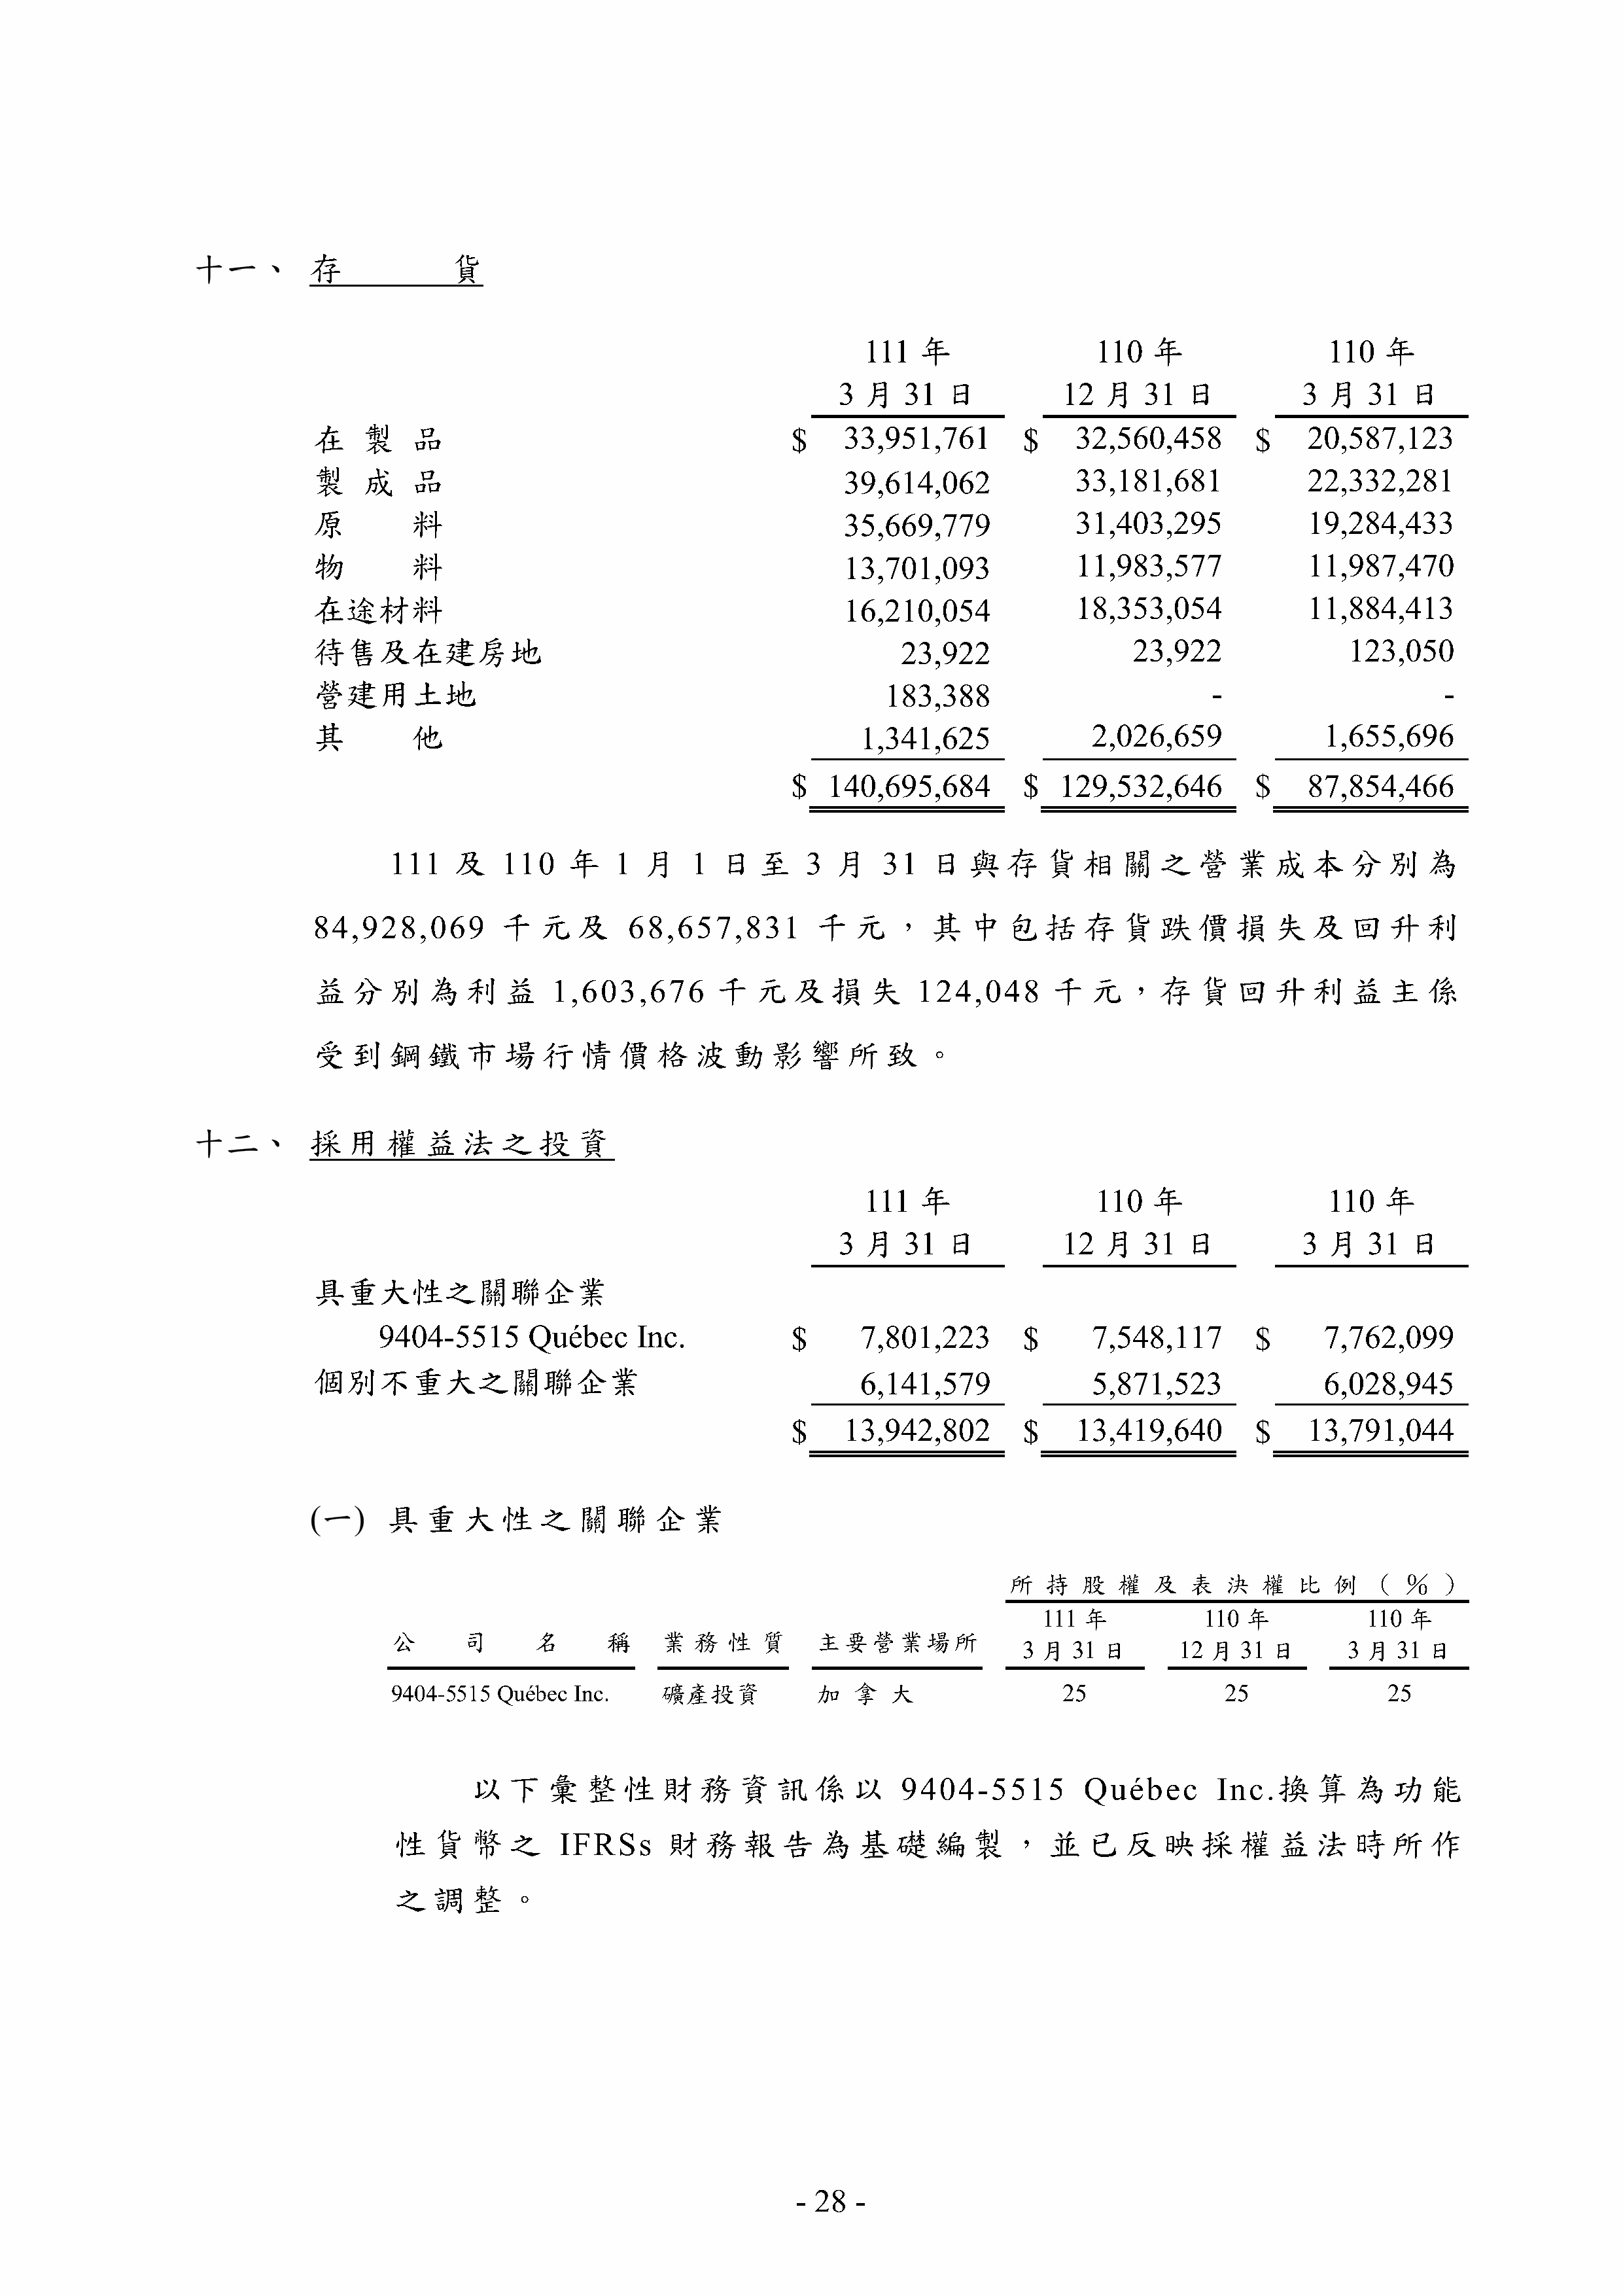 十一、 存貨
111 年 110 年 110 年
3 月 31 日 12 月 31 日 3 月 31 日
在製品 $ 33,951,761 $ 32,560,458 $ 20,587,123
製成品 39,614,062 33,181,681 22,332,281
原料 35,669,779 31,403,295 19,284,433
物料 13,701,093 11,983,577 11,987,470
在途材料 16,210,054 18,353,054 11,884,413
待售及在建房地 23,922 23,922 123,050
營建用土地 183,388 - -
其他 1,341,625 2,026,659 1,655,696
$ 140,695,684 $ 129,532,646 $ 87,854,466
111 及 110 年 1 月 1 日至 3 月 31 日與存貨相關之營業成本分別為
84,928,069 千元及 68,657,831 千元,其中包括存貨跌價損失及回升利
益分別為利益 1,603,676 千元及損失 124,048 千元,存貨回升利益主係
受到鋼鐵市場行情價格波動影響所致。
十二、 採用權益法之投資
111 年 110 年 110 年
3 月 31 日 12 月 31 日 3 月 31 日
具重大性之關聯企業
9404-5515 Québec Inc. $ 7,801,223 $ 7,548,117 $ 7,762,099
個別不重大之關聯企業 6,141,579 5,871,523 6,028,945
$ 13,942,802 $ 13,419,640 $ 13,791,044
(一) 具重大性之關聯企業
所持股權及表決權比例(%)
111 年 110 年 110 年
公司名稱 業務性質 主要營業場所 3 月 31 日 12 月 31 日 3 月 31 日
9404-5515 Québec Inc. 礦產投資 加拿大 25 25 25
以下彙整性財務資訊係以 9404-5515 Québec Inc.換算為功能
性貨幣之 IFRSs 財務報告為基礎編製,並已反映採權益法時所作
之調整。
- 28 -